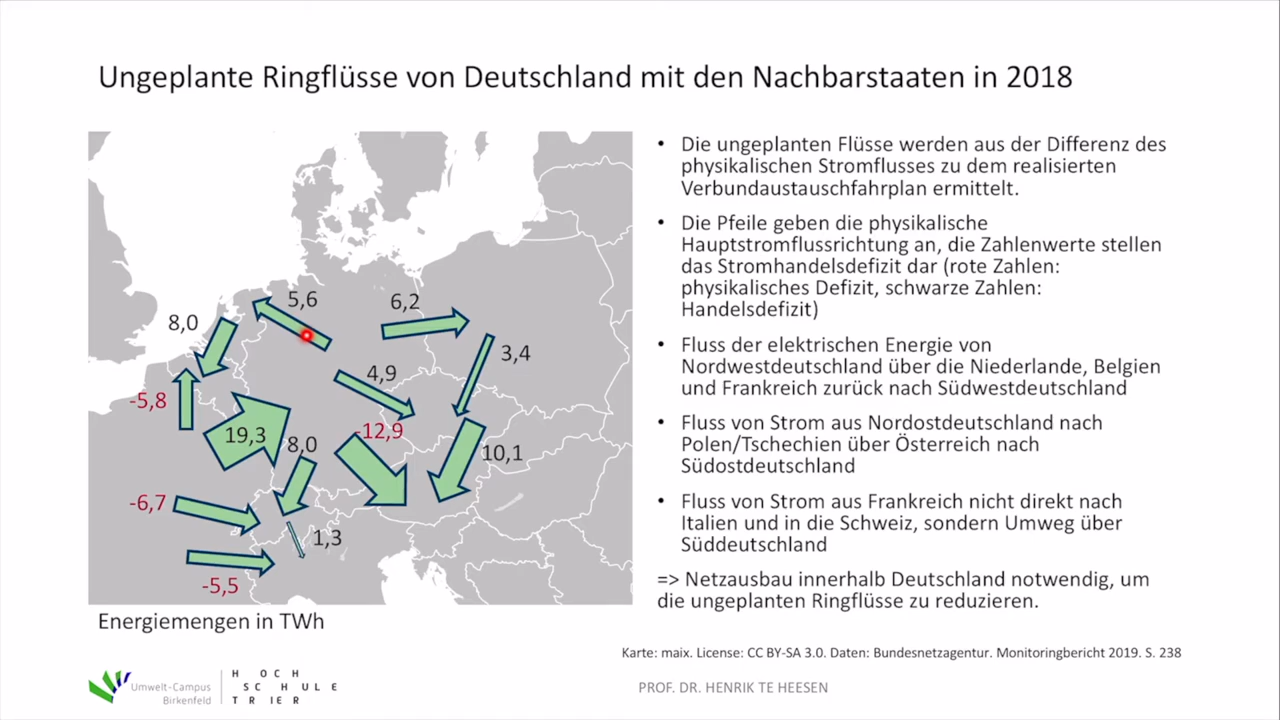 Ungeplante Ringflüsse von Deutschland mit den Nachbarstaaten in 2018
5,6
6,2
8,0
3,4
4,9
-5,8
-12,9
19,3
8,0
10,1
-6,7
1,3
-5,5
Energiemengen in TWh
• Die ungeplanten Flüsse werden aus der Differenz des
physikalischen Stromflusses zu dem realisierten
Verbundaustauschfahrplan ermittelt.
• Die Pfeile geben die physikalische
Hauptstromflussrichtung an, die Zahlenwerte stellen
das Stromhandelsdefizit dar (rote Zahlen:
physikalisches Defizit, schwarze Zahlen:
Handelsdefizit)
• Fluss der elektrischen Energie von
Nordwestdeutschland über die Niederlande, Belgien
und Frankreich zurück nach Südwestdeutschland
• Fluss von Strom aus Nordostdeutschland nach
Polen/Tschechien über Österreich nach
Südostdeutschland
• Fluss von Strom aus Frankreich nicht direkt nach
Italien und in die Schweiz, sondern Umweg über
Süddeutschland
=> Netzausbau innerhalb Deutschland notwendig, um
die ungeplanten Ringflüsse zu reduzieren.
Karte: maix. License: CC BY-SA 3.0. Daten: Bundesnetzagentur. Monitoringbericht 2019. S. 238
Umwelt-Campus
Birkenfeld
HOCH
SCHULE
TRIER
PROF. DR. HENRIK TE HEESEN